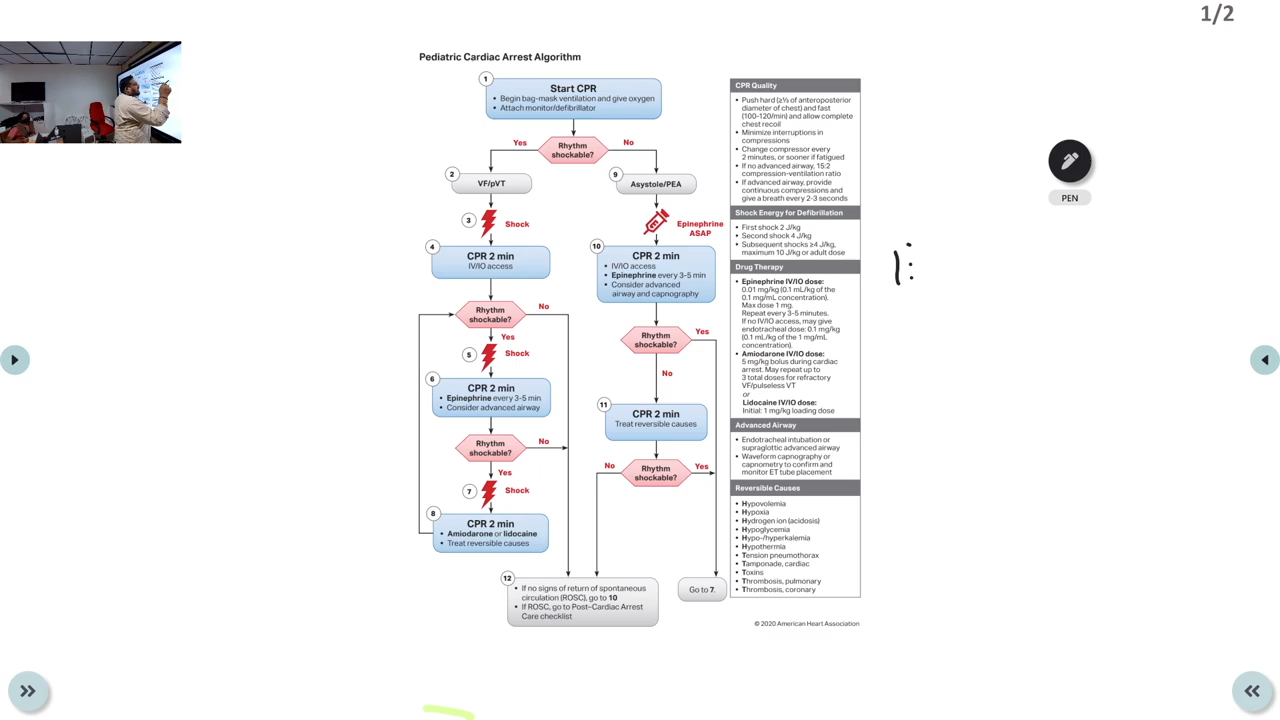 1/2
Pediatric Cardiac Arrest Algorithm
1
Start CPR
• Begin bag-mask ventilation and give oxygen
• Attach monitor/defibrillator
Yes
Rhythm
shockable?
No
2
VF/pVT
3
Shock
4
CPR 2 min
IV/IO access
Rhythm
shockable?
No
Yes
5
Shock
6
CPR 2 min
• Epinephrine every 3-5 min
• Consider advanced airway
Rhythm
shockable?
No
Yes
7
Shock
8
CPR 2 min
• Amiodarone or lidocaine
• Treat reversible causes
9
Asystole/PEA
Epinephrine
ASAP
10
CPR 2 min
• IV/IO access
• Epinephrine every 3-5 min
• Consider advanced
airway and capnography
Rhythm
shockable?
Yes
No
11
CPR 2 min
Treat reversible causes
No
Rhythm
shockable?
Yes
12
• If no signs of return of spontaneous
circulation (ROSC), go to 10
• If ROSC, go to Post–Cardiac Arrest
Care checklist
Go to 7.
CPR Quality
• Push hard (≥⅓ of anteroposterior
diameter of chest) and fast
(100-120/min) and allow complete
chest recoil
• Minimize interruptions in
compressions
• Change compressor every
2 minutes, or sooner if fatigued
• If no advanced airway, 15:2
compression-ventilation ratio
• If advanced airway, provide
continuous compressions and
give a breath every 2-3 seconds
Shock Energy for Defibrillation
• First shock 2 J/kg
• Second shock 4 J/kg
• Subsequent shocks ≥4 J/kg,
maximum 10 J/kg or adult dose
Drug Therapy
• Epinephrine IV/IO dose:
0.01 mg/kg (0.1 mL/kg of the
0.1 mg/mL concentration).
Max dose 1 mg.
Repeat every 3-5 minutes.
If no IV/IO access, may give
endotracheal dose: 0.1 mg/kg
(0.1 mL/kg of the 1 mg/mL
concentration).
• Amiodarone IV/IO dose:
5 mg/kg bolus during cardiac
arrest. May repeat up to
3 total doses for refractory
VF/pulseless VT
or
Lidocaine IV/IO dose:
Initial: 1 mg/kg loading dose
Advanced Airway
• Endotracheal intubation or
supraglottic advanced airway
• Waveform capnography or
capnometry to confirm and
monitor ET tube placement
Reversible Causes
• Hypovolemia
• Hypoxia
• Hydrogen ion (acidosis)
• Hypoglycemia
• Hypo-/hyperkalemia
• Hypothermia
• Tension pneumothorax
• Tamponade, cardiac
• Toxins
• Thrombosis, pulmonary
• Thrombosis, coronary
© 2020 American Heart Association
1:
PEN